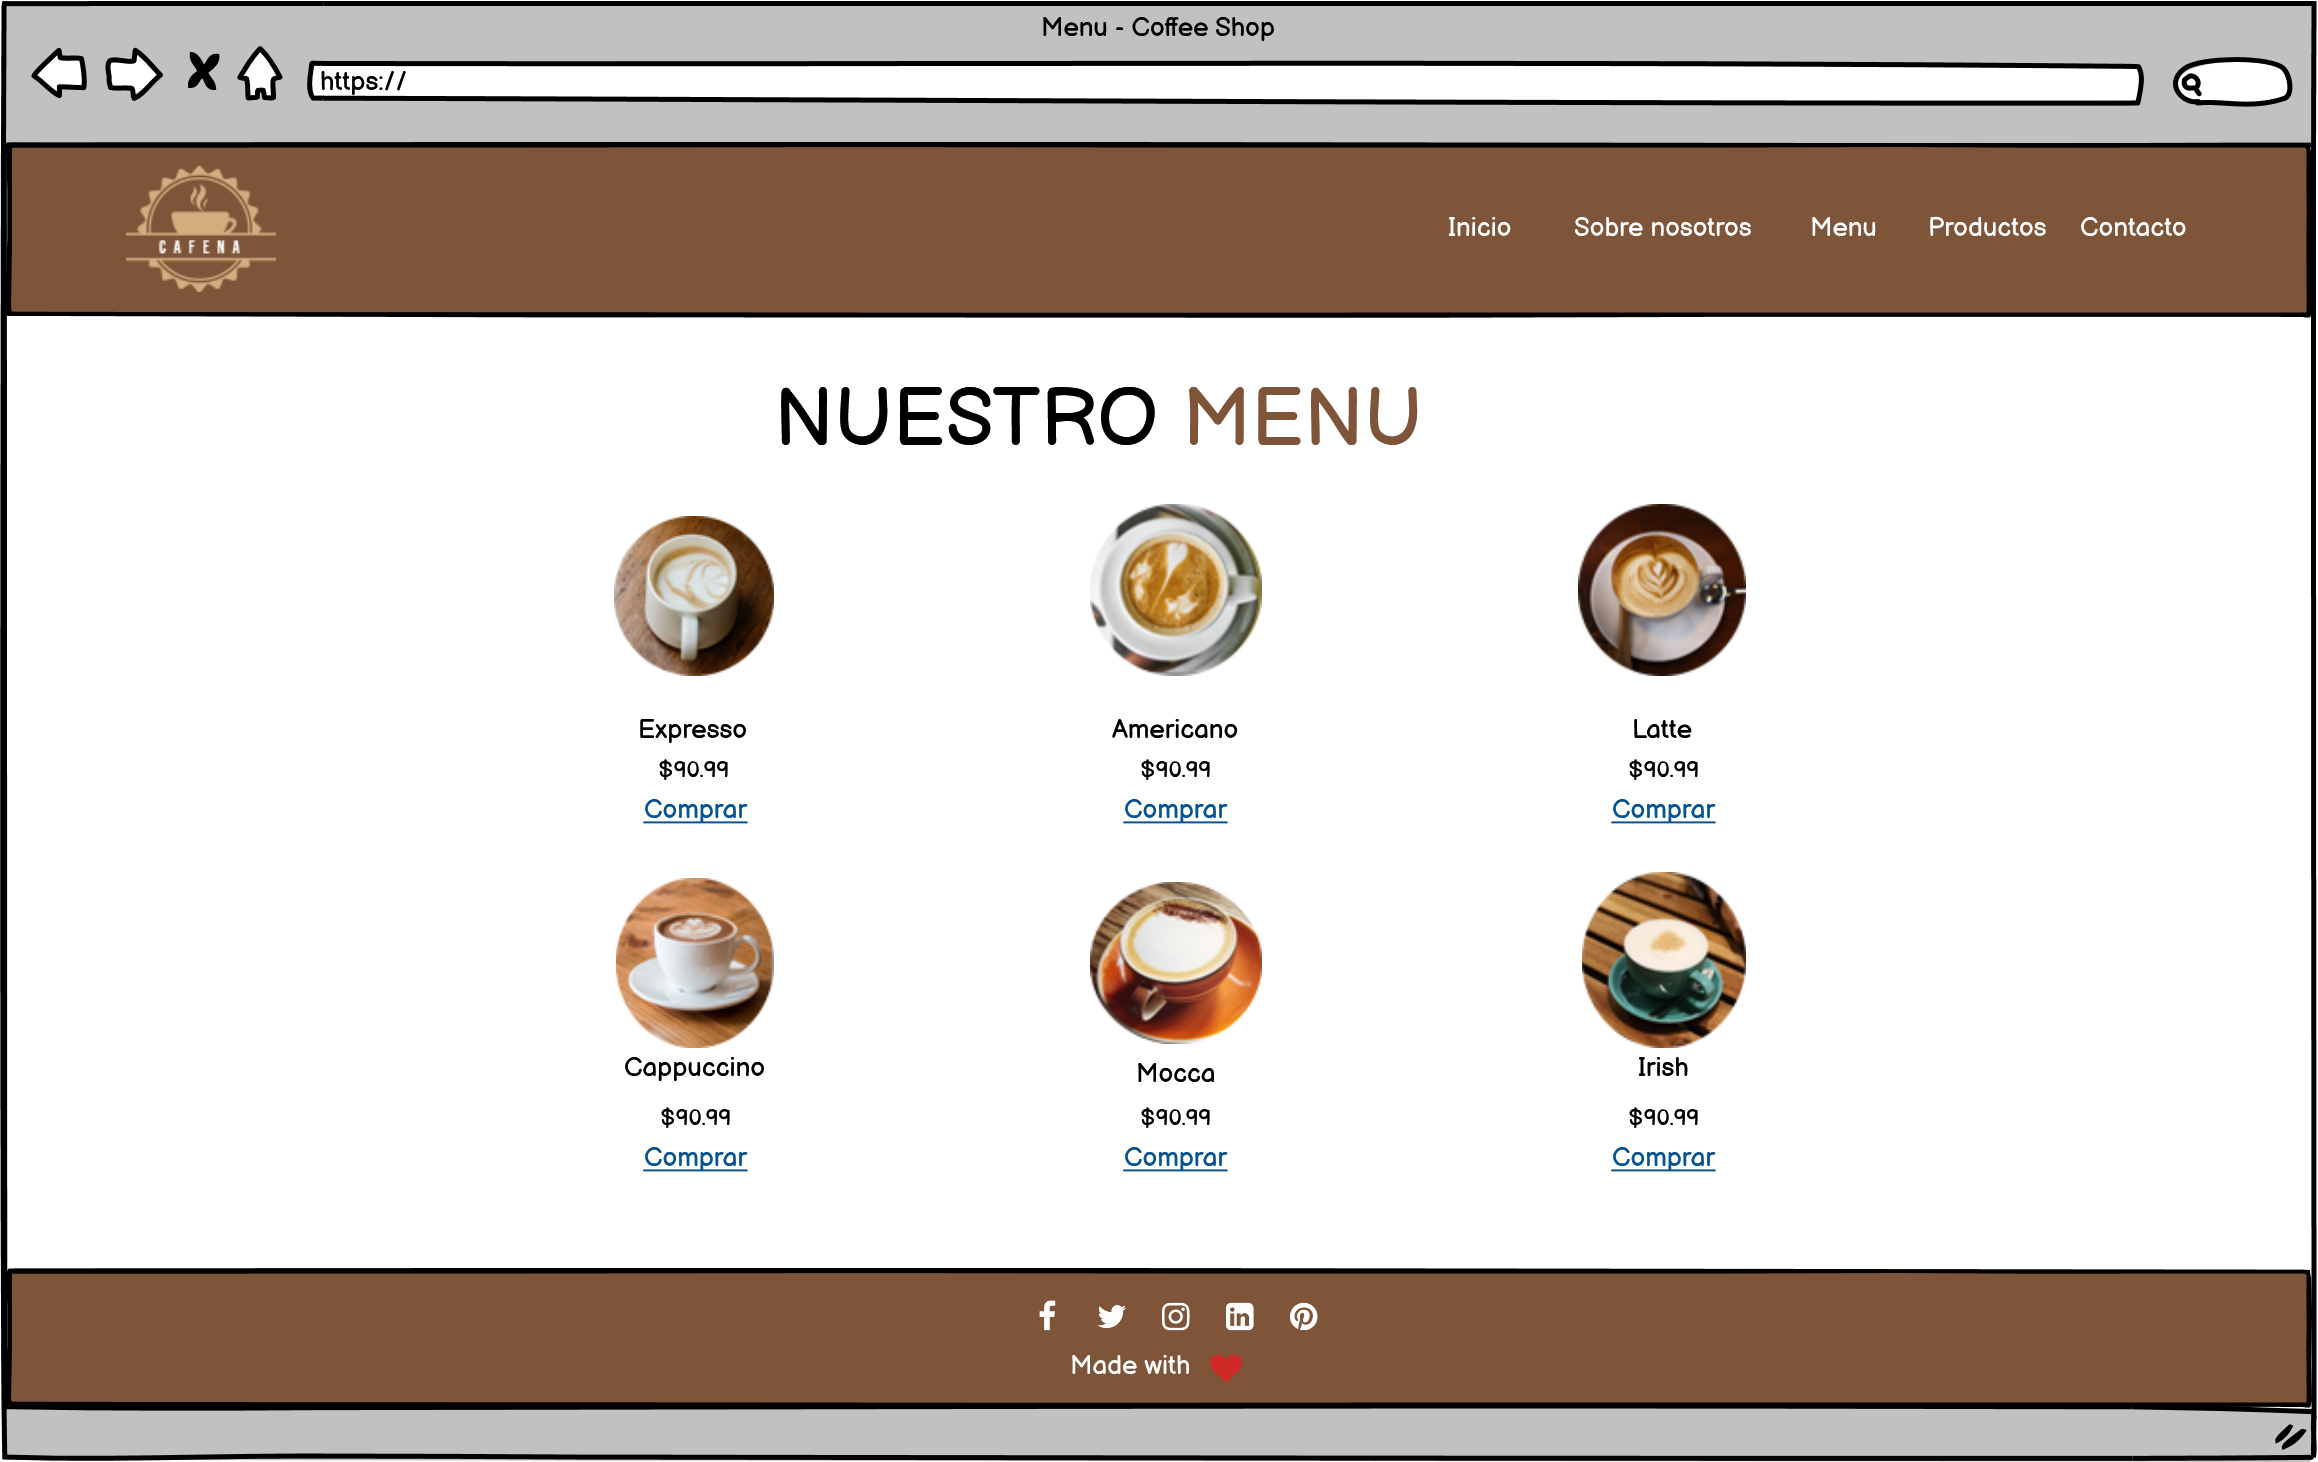 Menu - Coffee Shop
https://
CAFENA
Inicio Sobre nosotros Menu Productos Contacto
NUESTRO MENU
Expresso Americano Latte
$90.99 $90.99 $90.99
Comprar Comprar Comprar
Cappuccino Mocca Irish
$90.99 $90.99 $90.99
Comprar Comprar Comprar
Made with